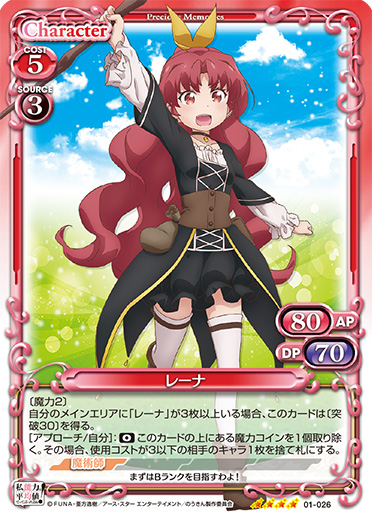 Precious Memories
Character
COST
5
SOURCE
3
80 AP
DP 70
レーナ
[魔力2]
自分のメインエリアに「レーナ」が3枚以上いる場合、このカードは[突
破30]を得る。
[アプローチ/自分]: このカードの上にある魔力コインを1個取り除
く。その場合、使用コストが3以下の相手のキャラ1枚を捨て札にする。
魔術師
まずはBランクを目指すわよ!
私、能力は
平均値
©FUNA・亜方逸樹/アース・スター エンターテイメント/のうきん製作委員会
01-026